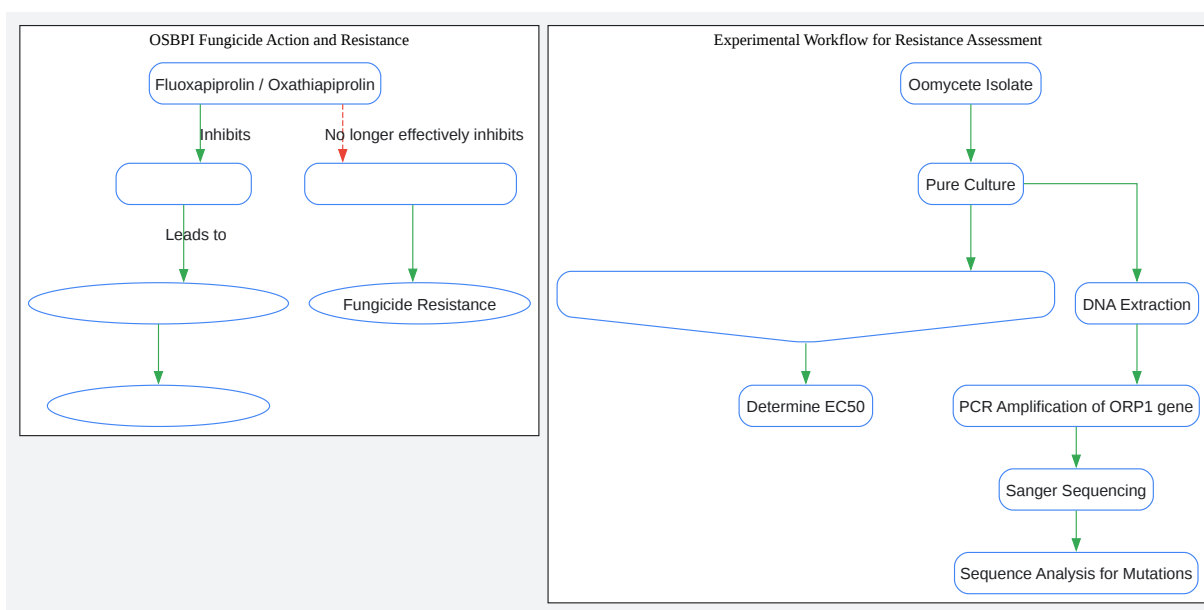 OSBPI Fungicide Action and Resistance
Fluoxapiprolin / Oxathiapiprolin
Inhibits
No longer effectively inhibits
Leads to
Fungicide Resistance
Experimental Workflow for Resistance Assessment
Oomycete Isolate
Pure Culture
DNA Extraction
Determine EC50
PCR Amplification of ORP1 gene
Sanger Sequencing
Sequence Analysis for Mutations